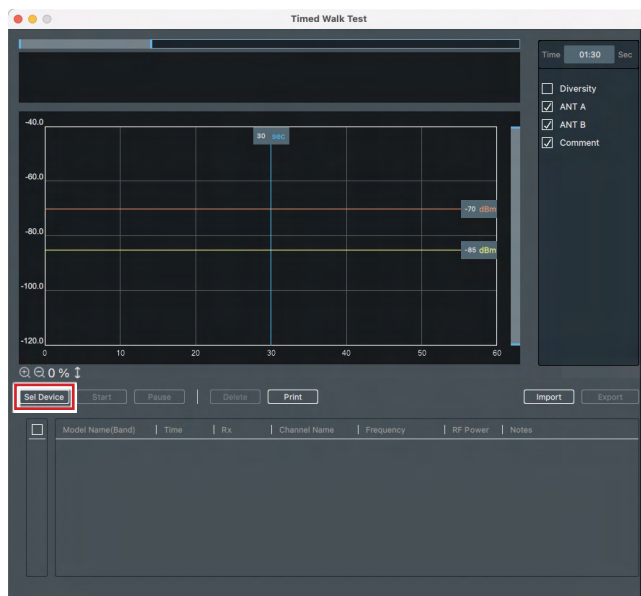 Timed Walk Test
Time 01:30 Sec
Diversity
ANT A
ANT B
Comment
-40.0
30 sec
-60.0
-70 dBm
-80.0
-85 dBm
-100.0
-120.0
0 10 20 30 40 50 60
0 %
Sel Device Start Pause Delete Print Import Export
Model Name(Band) Time Rx Channel Name Frequency RF Power Notes